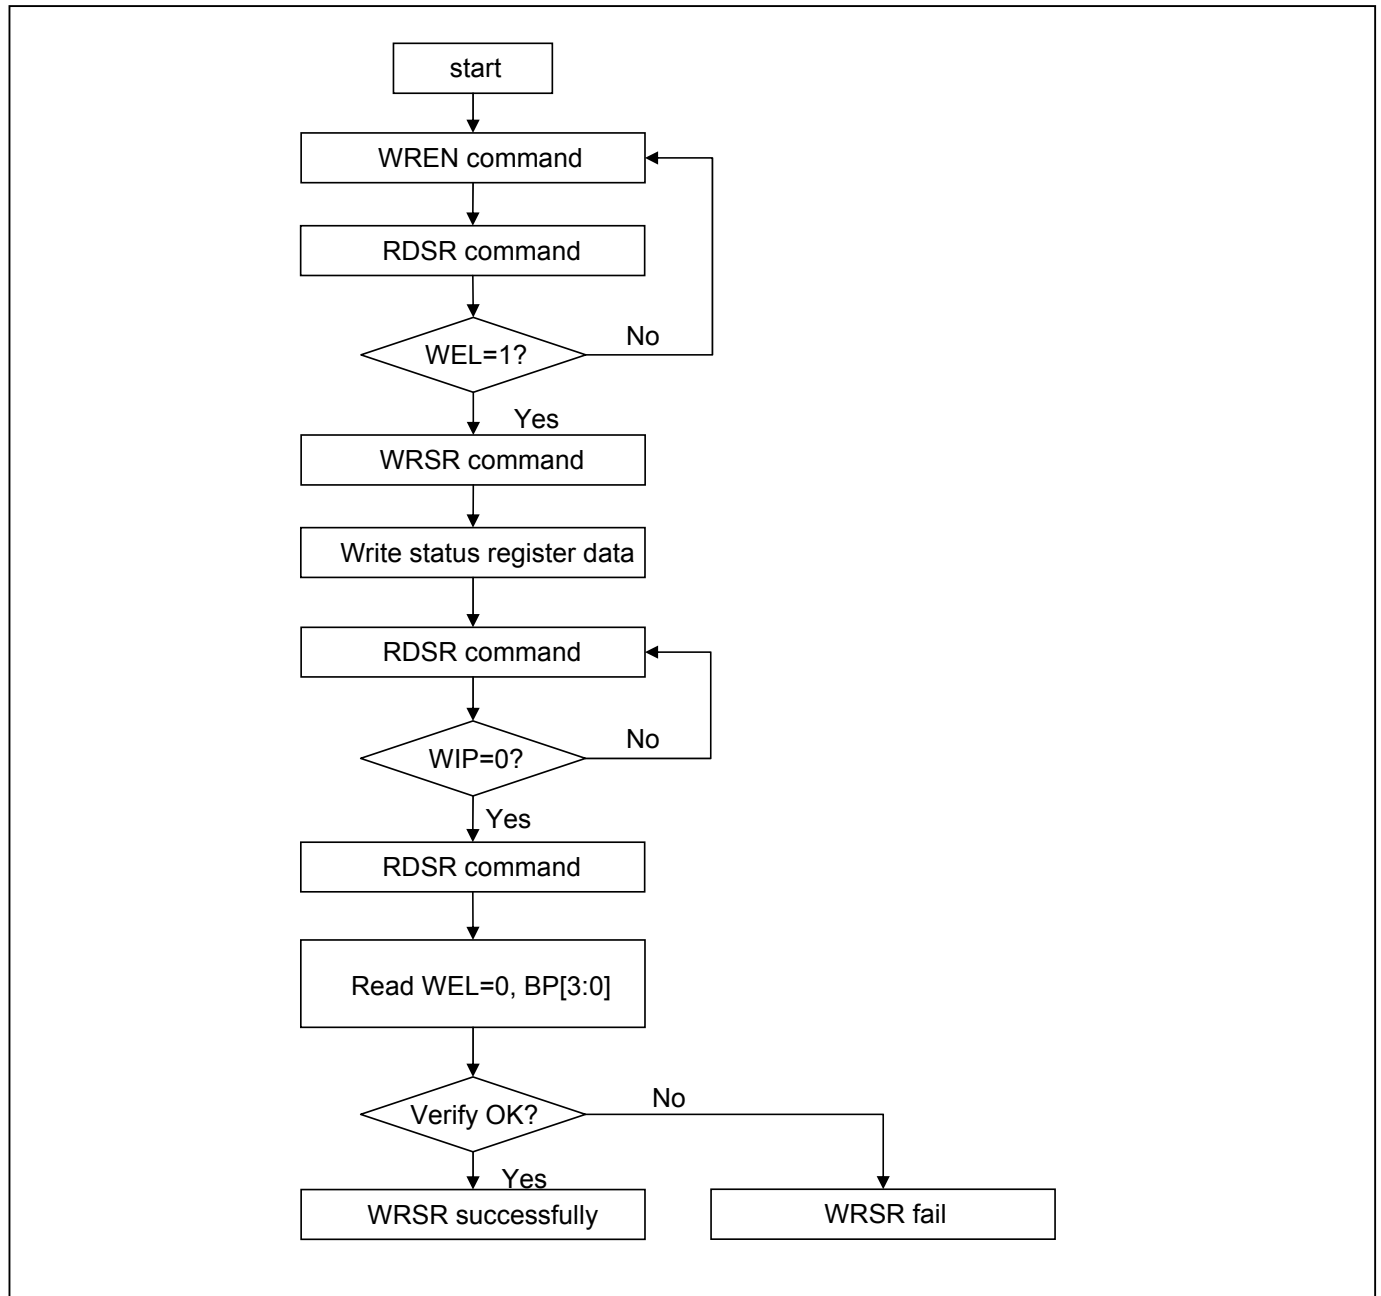 start
WREN command
RDSR command
WEL=1?
No
Yes
WRSR command
Write status register data
RDSR command
WIP=0?
No
Yes
RDSR command
Read WEL=0, BP[3:0]
Verify OK?
No
Yes
WRSR successfully
WRSR fail